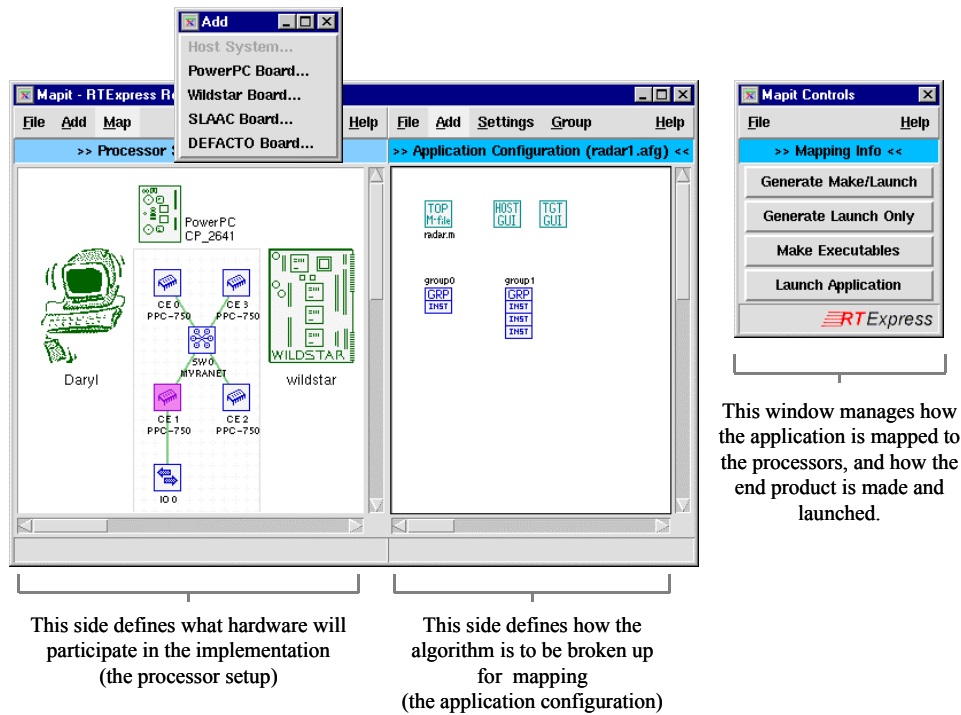 Add
Host System...
PowerPC Board...
Wildstar Board...
SLAAC Board...
DEFACTO Board...
Mapit - RTExpress Re
File Add Map Help
>> Processor S
File Add Settings Group Help
>> Application Configuration (radar1.afg) <<
PowerPC
CP_2641
CE 0
PPC-750
CE 3
PPC-750
SW0
MYRANET
CE 1
PPC-750
CE 2
PPC-750
IO 0
Daryl
WILDSTAR
wildstar
TOP
M-file
radar.m
HOST
GUI
TGT
GUI
group0
GRP
INST
group1
GRP
INST
INST
INST
Mapit Controls
File Help
>> Mapping Info <<
Generate Make/Launch
Generate Launch Only
Make Executables
Launch Application
RTExpress
This window manages how
the application is mapped to
the processors, and how the
end product is made and
launched.
This side defines what hardware will
participate in the implementation
(the processor setup)
This side defines how the
algorithm is to be broken up
for mapping
(the application configuration)